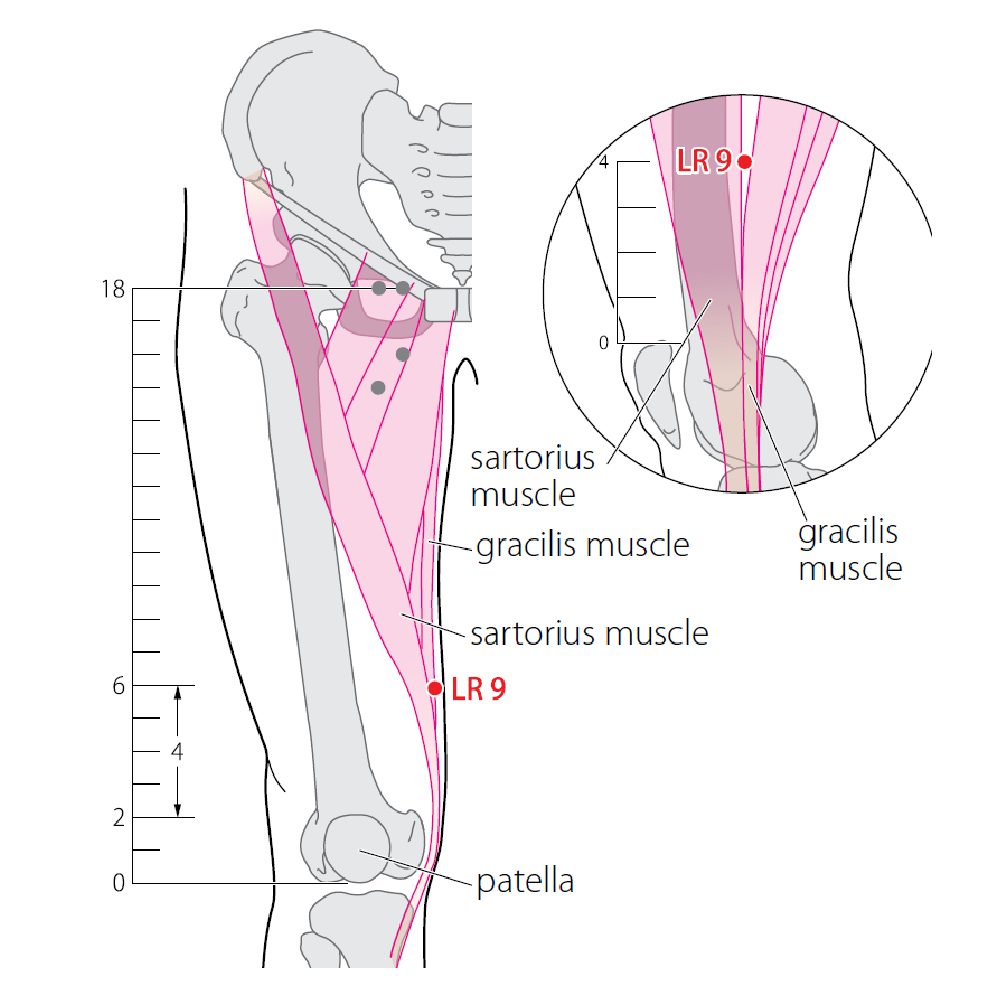 4
LR 9
0
18
sartorius
muscle
gracilis
muscle
gracilis muscle
sartorius muscle
6
LR 9
4
2
patella
0